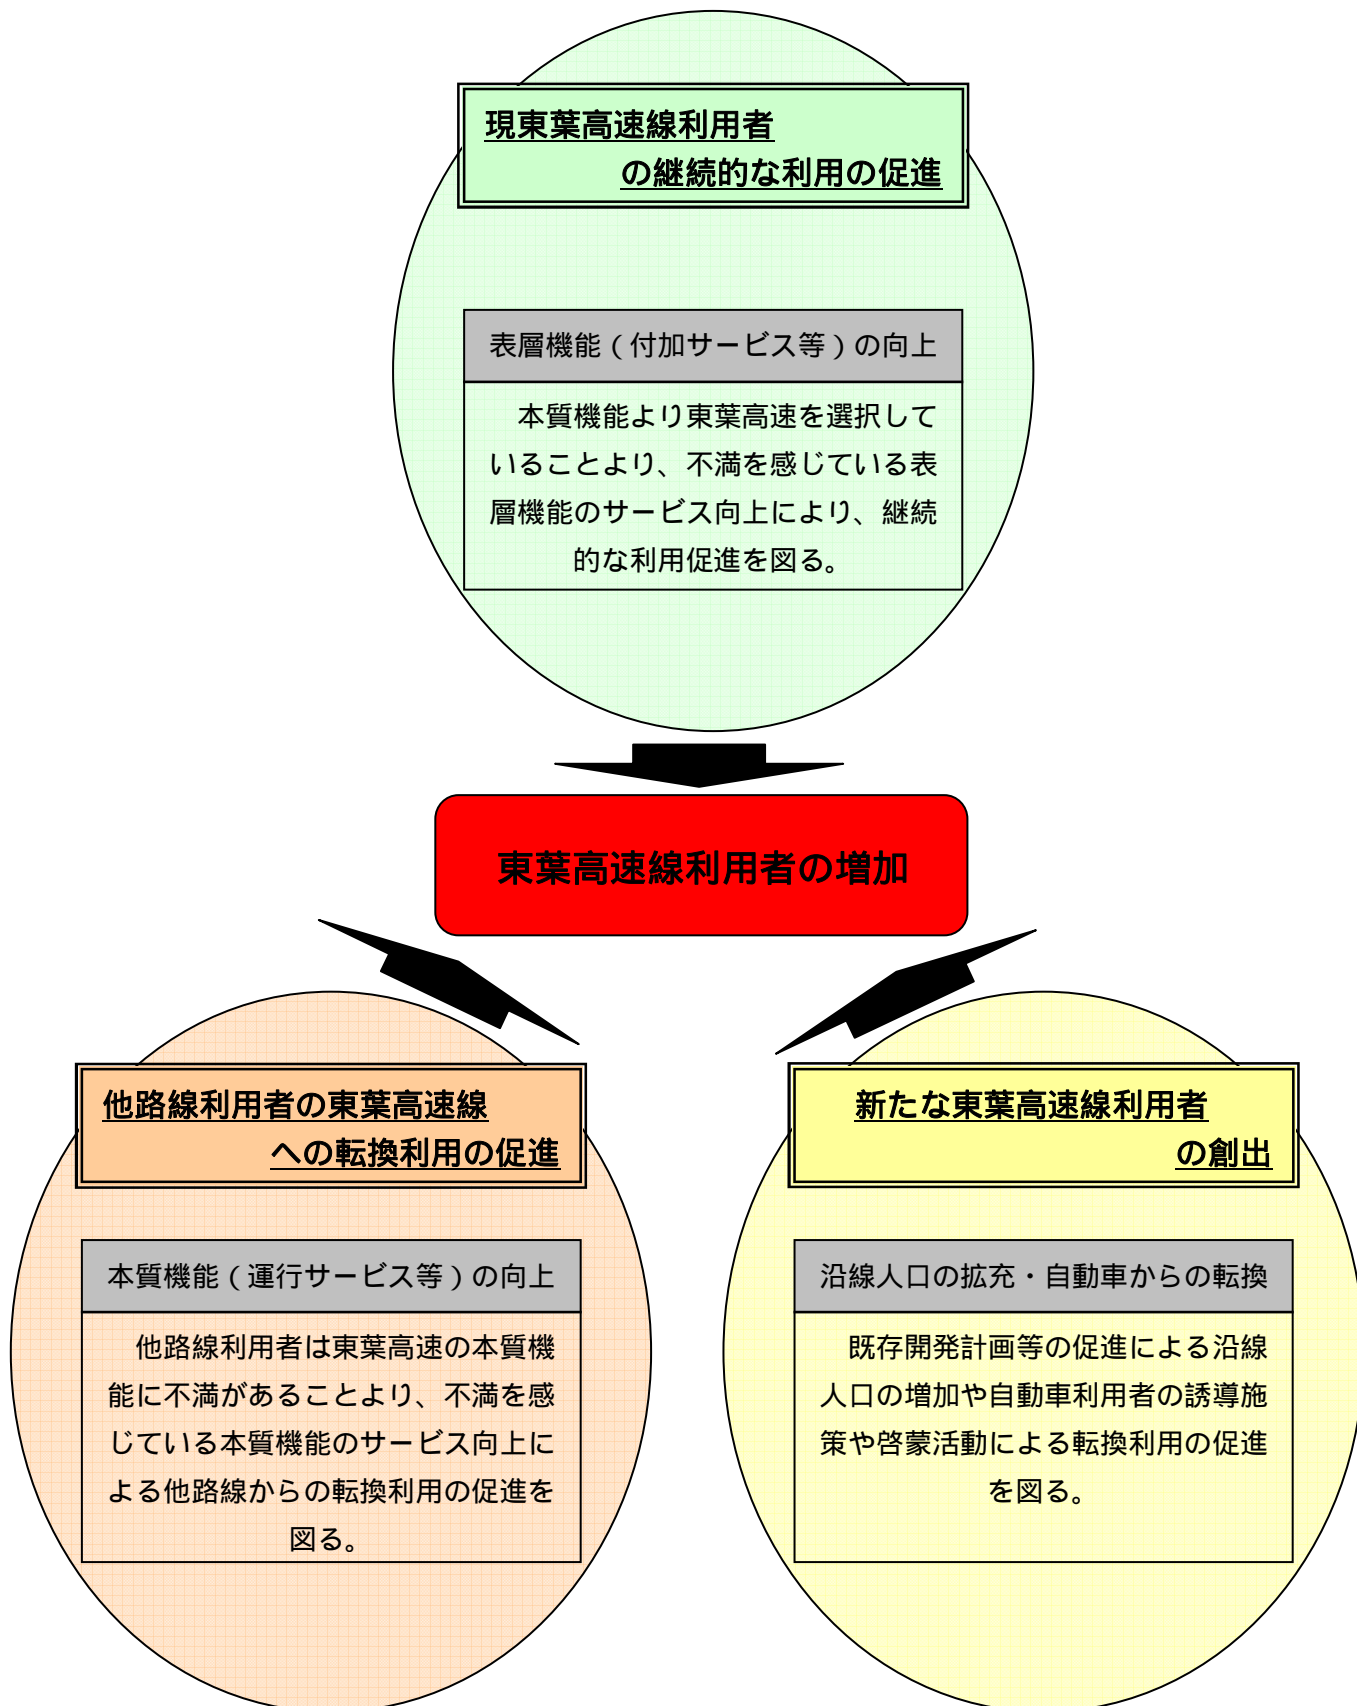 現東葉高速線利用者
の継続的な利用の促進
表層機能（付加サービス等）の向上
本質機能より東葉高速を選択して
いることより、不満を感じている表
層機能のサービス向上により、継続
的な利用促進を図る。
東葉高速線利用者の増加
他路線利用者の東葉高速線
への転換利用の促進
本質機能（運行サービス等）の向上
他路線利用者は東葉高速の本質機
能に不満があることより、不満を感
じている本質機能のサービス向上に
よる他路線からの転換利用の促進を
図る。
新たな東葉高速線利用者
の創出
沿線人口の拡充・自動車からの転換
既存開発計画等の促進による沿線
人口の増加や自動車利用者の誘導施
策や啓蒙活動による転換利用の促進
を図る。